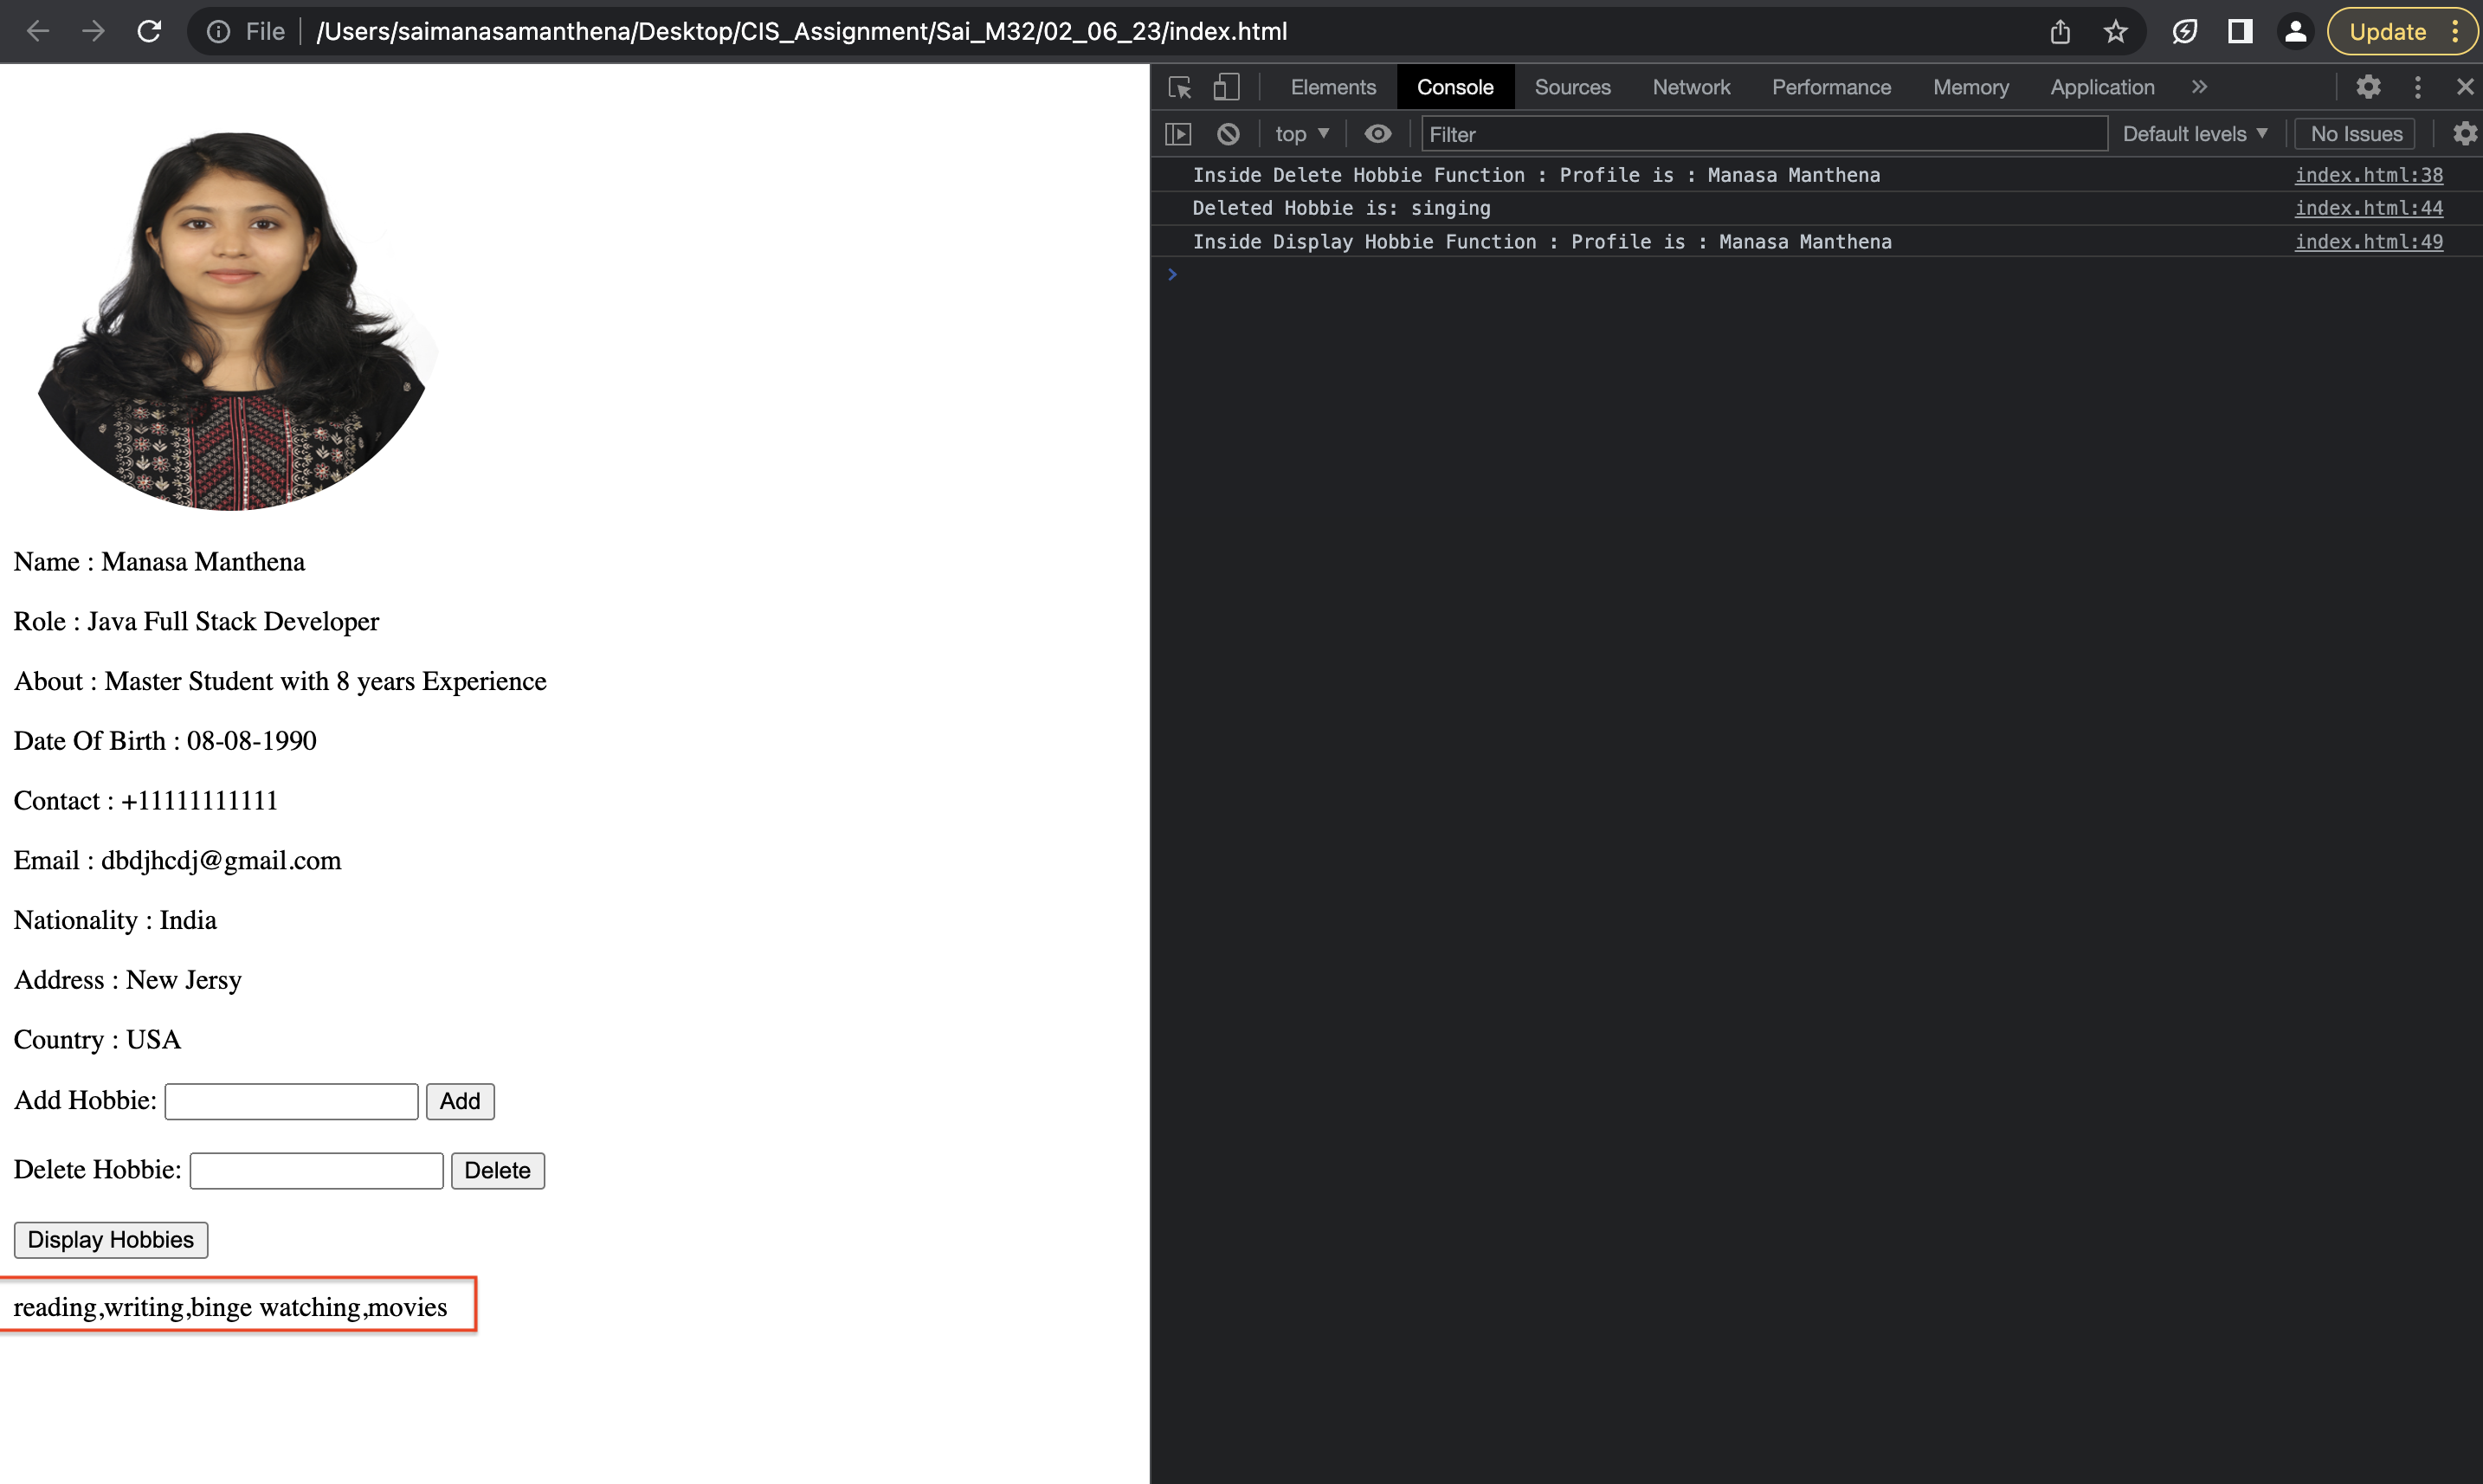 File /Users/saimanasamanthena/Desktop/CIS_Assignment/Sai_M32/02_06_23/index.html Update
Elements Console Sources Network Performance Memory Application
top Filter Default levels No Issues
Inside Delete Hobbie Function : Profile is : Manasa Manthena index.html:38
Deleted Hobbie is: singing index.html:44
Inside Display Hobbie Function : Profile is : Manasa Manthena index.html:49
Name : Manasa Manthena
Role : Java Full Stack Developer
About : Master Student with 8 years Experience
Date Of Birth : 08-08-1990
Contact : +11111111111
Email : dbdjhcdj@gmail.com
Nationality : India
Address : New Jersy
Country : USA
Add Hobbie: Add
Delete Hobbie: Delete
Display Hobbies
reading,writing,binge watching,movies